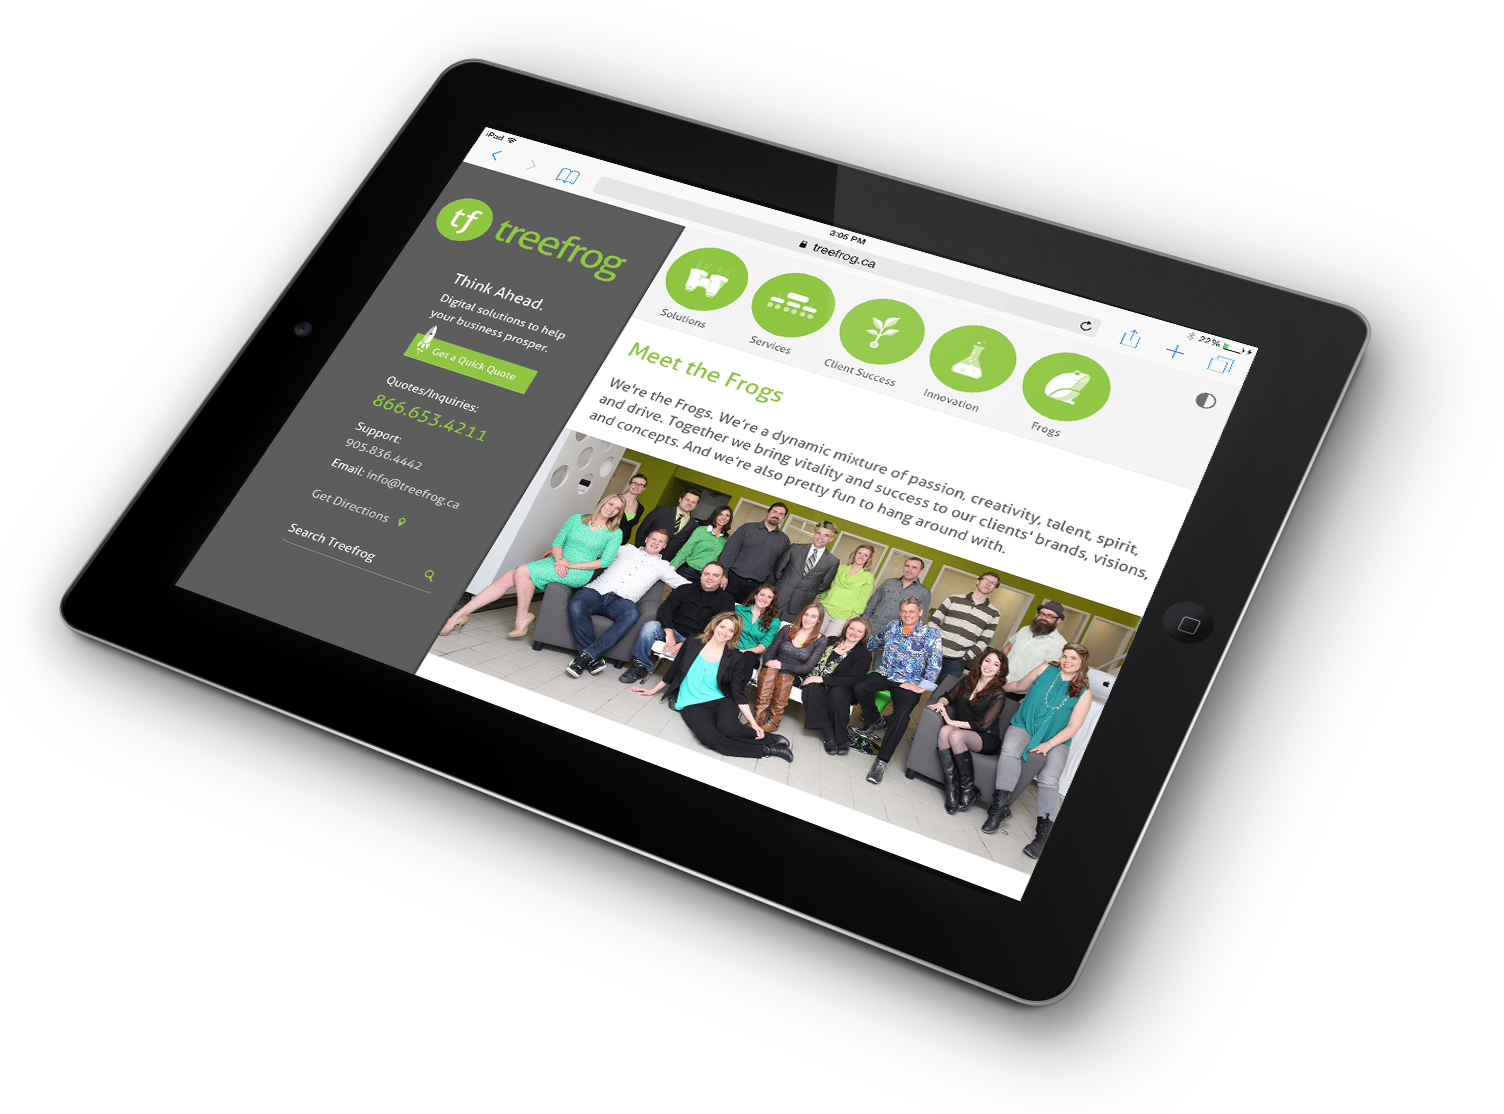 iPad
3:05 PM
22%
treefrog.ca
tf treefrog
Think Ahead.
Digital solutions to help
your business prosper.
Get a Quick Quote
Quotes/Inquiries:
866.653.4211
Support:
905.836.4442
Email: info@treefrog.ca
Get Directions
Search Treefrog
Solutions
Services
Client Success
Innovation
Frogs
Meet the Frogs
We're the Frogs. We're a dynamic mixture of passion, creativity, talent, spirit,
and drive. Together we bring vitality and success to our clients' brands, visions,
and concepts. And we're also pretty fun to hang around with.